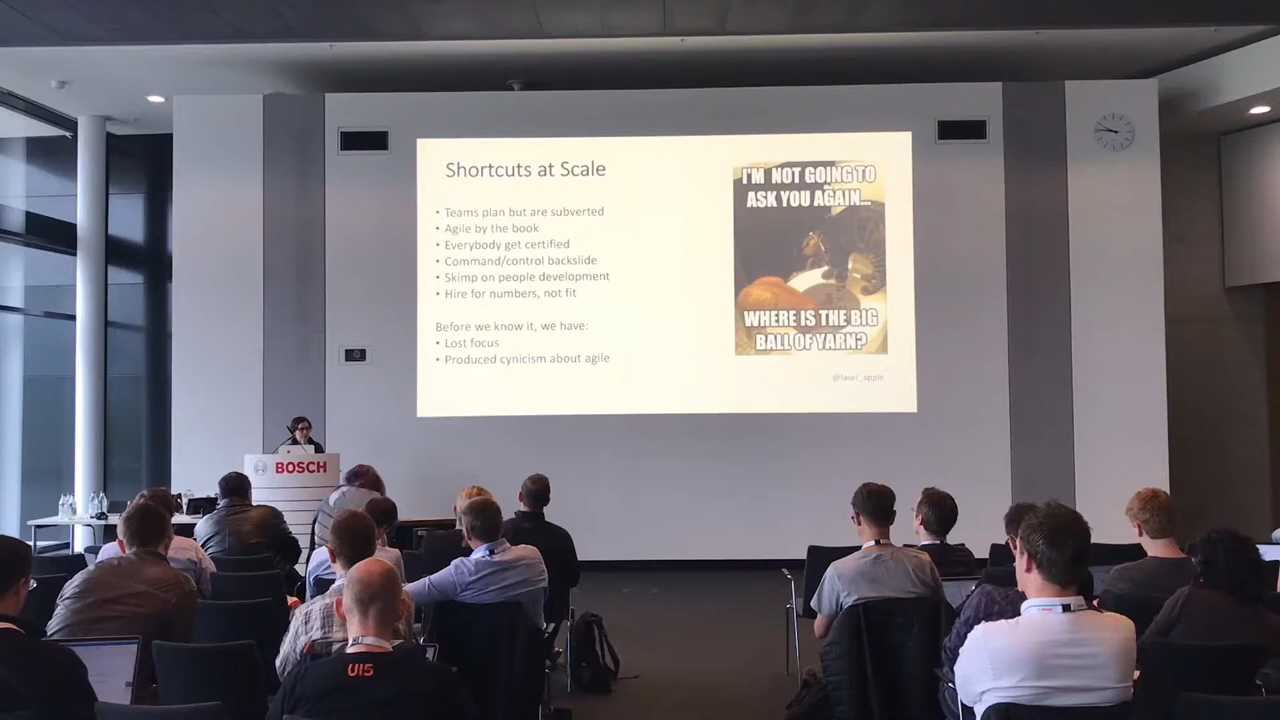 Shortcuts at Scale
• Teams plan but are subverted
• Agile by the book
• Everybody get certified
• Command/control backslide
• Skimp on people development
• Hire for numbers, not fit
Before we know it, we have:
• Lost focus
• Produced cynicism about agile
I'M NOT GOING TO
ASK YOU AGAIN...
WHERE IS THE BIG
BALL OF YARN?
@lauri_apple
BOSCH
UI5